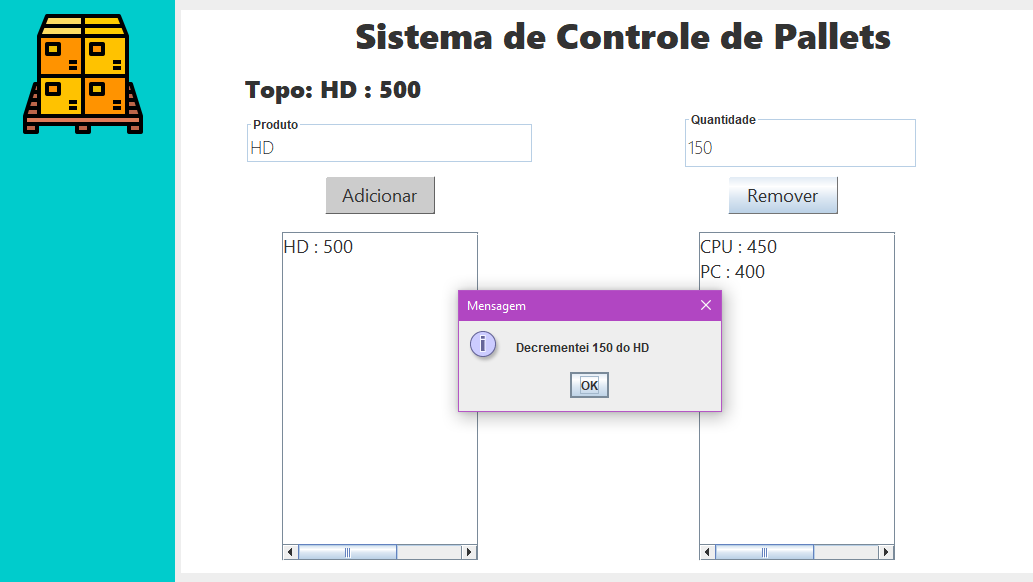 Sistema de Controle de Pallets
Topo: HD : 500
Produto
HD
Quantidade
150
Adicionar
Remover
HD : 500
CPU : 450
PC : 400
Mensagem
Decrementei 150 do HD
OK